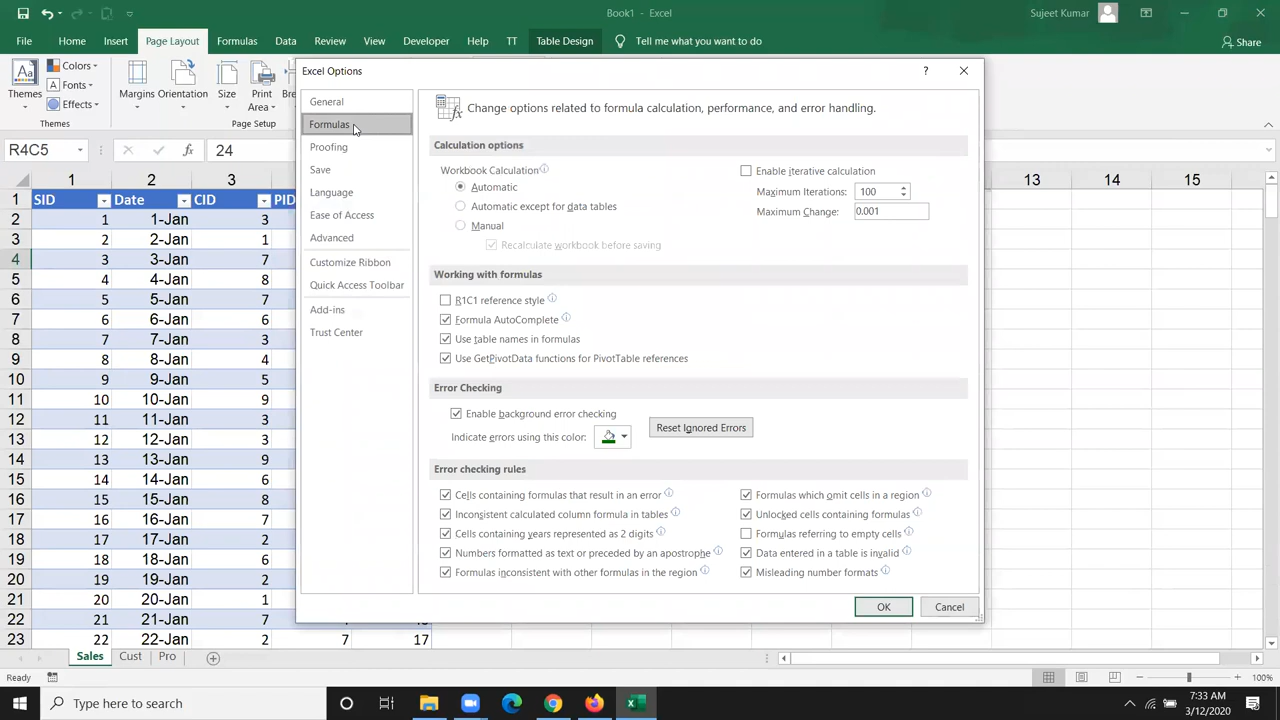 Book1 - Excel
Sujeet Kumar
File Home Insert Page Layout Formulas Data Review View Developer Help TT Table Design Tell me what you want to do Share
Aa Themes Colors Fonts Effects Margins Orientation Size Print Area
Themes Page Setup
R4C5 fx 24
1 2 3 13 14 15
1 SID Date CID PID
2 1 1-Jan 3
3 2 2-Jan 1
4 3 3-Jan 7
5 4 4-Jan 8
6 5 5-Jan 7
7 6 6-Jan 6
8 7 7-Jan 3
9 8 8-Jan 4
10 9 9-Jan 5
11 10 10-Jan 9
12 11 11-Jan 3
13 12 12-Jan 3
14 13 13-Jan 9
15 14 14-Jan 6
16 15 15-Jan 8
17 16 16-Jan 7
18 17 17-Jan 2
19 18 18-Jan 6
20 19 19-Jan 2
21 20 20-Jan 1
22 21 21-Jan 7
23 22 22-Jan 2 7 17
Excel Options
?
General
Formulas
Proofing
Save
Language
Ease of Access
Advanced
Customize Ribbon
Quick Access Toolbar
Add-ins
Trust Center
fx Change options related to formula calculation, performance, and error handling.
Calculation options
Workbook Calculation
Automatic
Automatic except for data tables
Manual
Recalculate workbook before saving
Enable iterative calculation
Maximum Iterations: 100
Maximum Change: 0.001
Working with formulas
R1C1 reference style
Formula AutoComplete
Use table names in formulas
Use GetPivotData functions for PivotTable references
Error Checking
Enable background error checking
Indicate errors using this color:
Reset Ignored Errors
Error checking rules
Cells containing formulas that result in an error
Inconsistent calculated column formula in tables
Cells containing years represented as 2 digits
Numbers formatted as text or preceded by an apostrophe
Formulas inconsistent with other formulas in the region
Formulas which omit cells in a region
Unlocked cells containing formulas
Formulas referring to empty cells
Data entered in a table is invalid
Misleading number formats
OK Cancel
Sales Cust Pro
Ready
100%
Type here to search
7:33 AM
3/12/2020